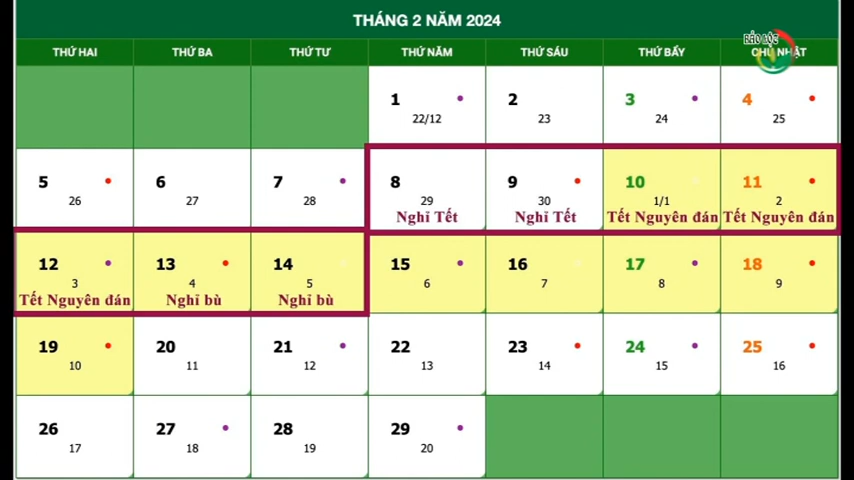 THÁNG 2 NĂM 2024
BẢO LỘC
THỨ HAI THỨ BA THỨ TƯ THỨ NĂM THỨ SÁU THỨ BẨY CHỦ NHẬT
1 2 3 4
22/12 23 24 25
5 6 7 8 9 10 11
26 27 28 29 30 1/1 2
Nghỉ Tết Nghỉ Tết Tết Nguyên đán Tết Nguyên đán
12 13 14 15 16 17 18
3 4 5 6 7 8 9
Tết Nguyên đán Nghỉ bù Nghỉ bù
19 20 21 22 23 24 25
10 11 12 13 14 15 16
26 27 28 29
17 18 19 20